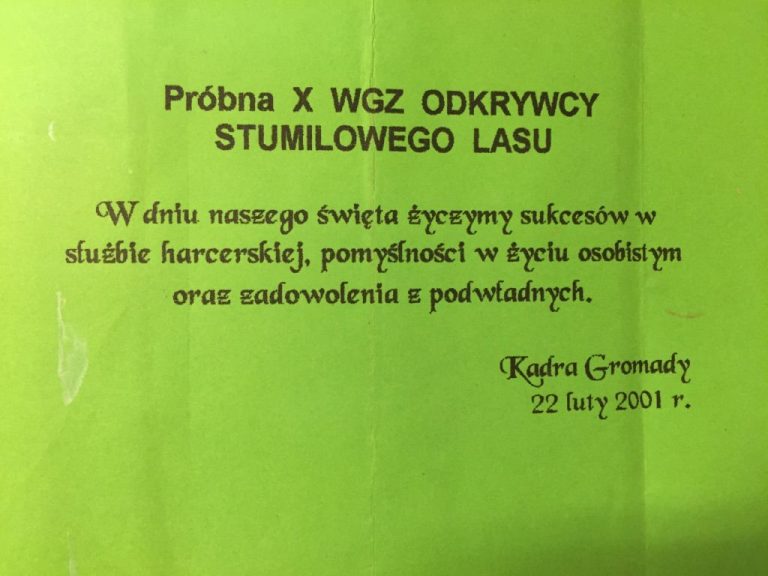 Próbna X WGZ ODKRYWCY
STUMILOWEGO LASU
W dniu naszego święta życzymy sukcesów w
służbie harcerskiej, pomyślności w życiu osobistym
oraz zadowolenia z podwładnych.
Kadra Gromady
22 luty 2001 r.